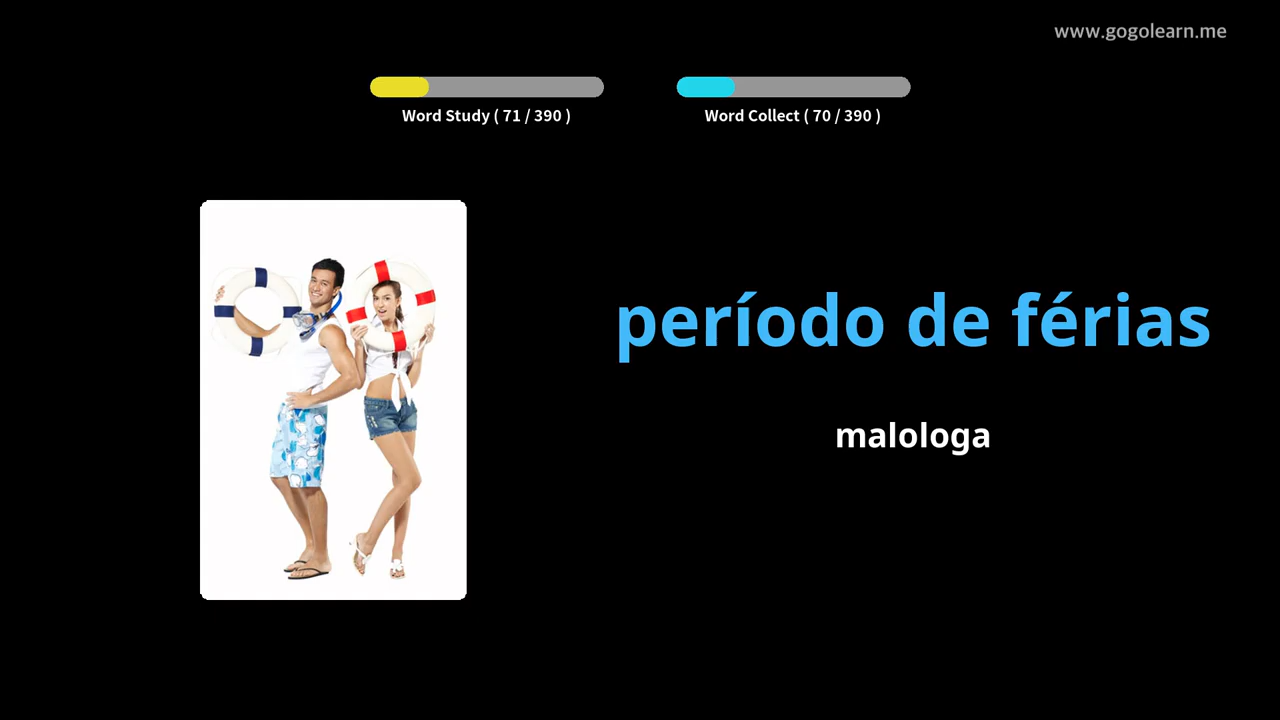 www.gogolearn.me
Word Study ( 71 / 390 )
Word Collect ( 70 / 390 )
período de férias
malologa